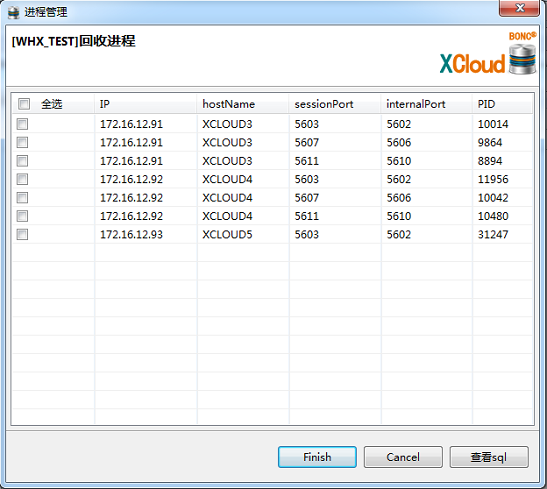 进程管理
[WHX_TEST]回收进程
BONC®
XCloud
全选 IP hostName sessionPort internalPort PID
172.16.12.91 XCLOUD3 5603 5602 10014
172.16.12.91 XCLOUD3 5607 5606 9864
172.16.12.91 XCLOUD3 5611 5610 8894
172.16.12.92 XCLOUD4 5603 5602 11956
172.16.12.92 XCLOUD4 5607 5606 10042
172.16.12.92 XCLOUD4 5611 5610 10480
172.16.12.93 XCLOUD5 5603 5602 31247
Finish Cancel 查看sql